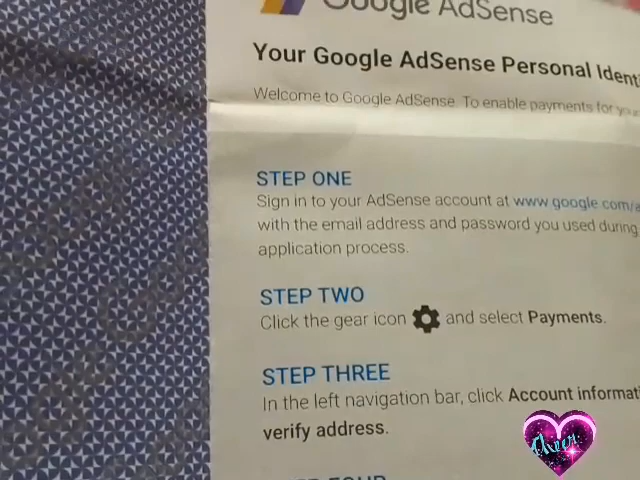 Google AdSense
Your Google AdSense Personal Identi
Welcome to Google AdSense. To enable payments for your
STEP ONE
Sign in to your AdSense account at www.google.com/a
with the email address and password you used during
application process.
STEP TWO
Click the gear icon and select Payments.
STEP THREE
In the left navigation bar, click Account informat
verify address.